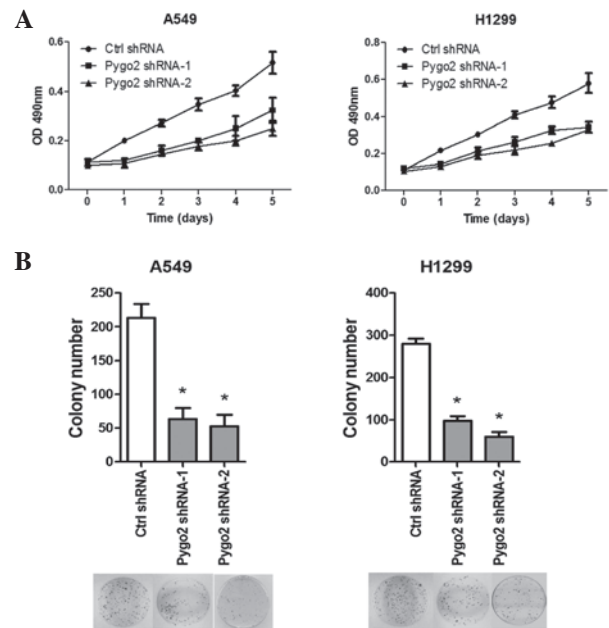 A
A549
H1299
OD 490nm
0.6
0.4
0.2
0.0
Ctrl shRNA
Pygo2 shRNA-1
Pygo2 shRNA-2
0 1 2 3 4 5
Time (days)
OD 490nm
0.8
0.6
0.4
0.2
0.0
Ctrl shRNA
Pygo2 shRNA-1
Pygo2 shRNA-2
0 1 2 3 4 5
Time (days)
B
A549
H1299
Colony number
250
200
150
100
50
0
* *
Ctrl shRNA
Pygo2 shRNA-1
Pygo2 shRNA-2
Colony number
400
300
200
100
0
* *
Ctrl shRNA
Pygo2 shRNA-1
Pygo2 shRNA-2